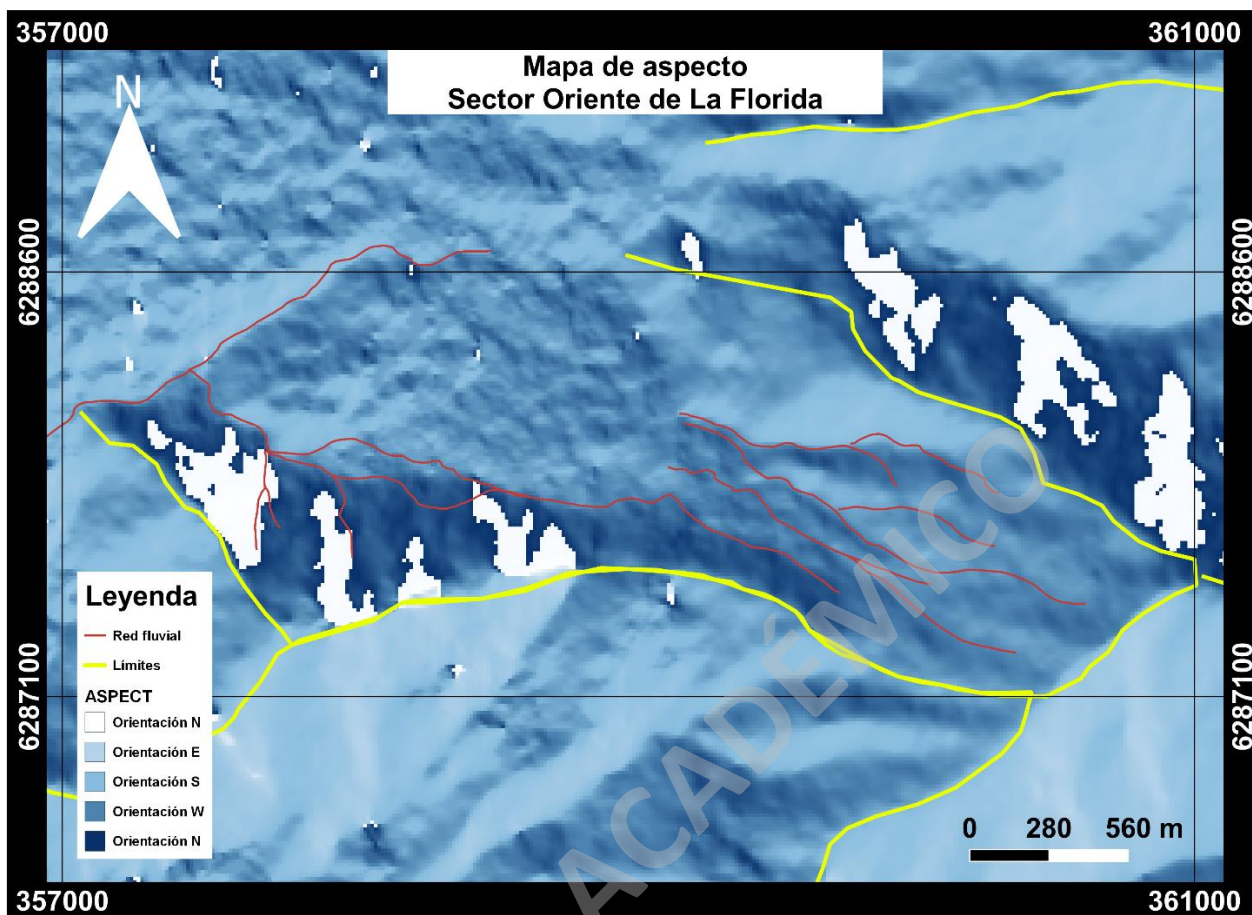 357000
361000
Mapa de aspecto
Sector Oriente de La Florida
N
6288600
6288600
Leyenda
Red fluvial
Límites
ASPECT
Orientación N
Orientación E
Orientación S
Orientación W
Orientación N
6287100
6287100
ACADÉMICO
0 280 560 m
357000
361000